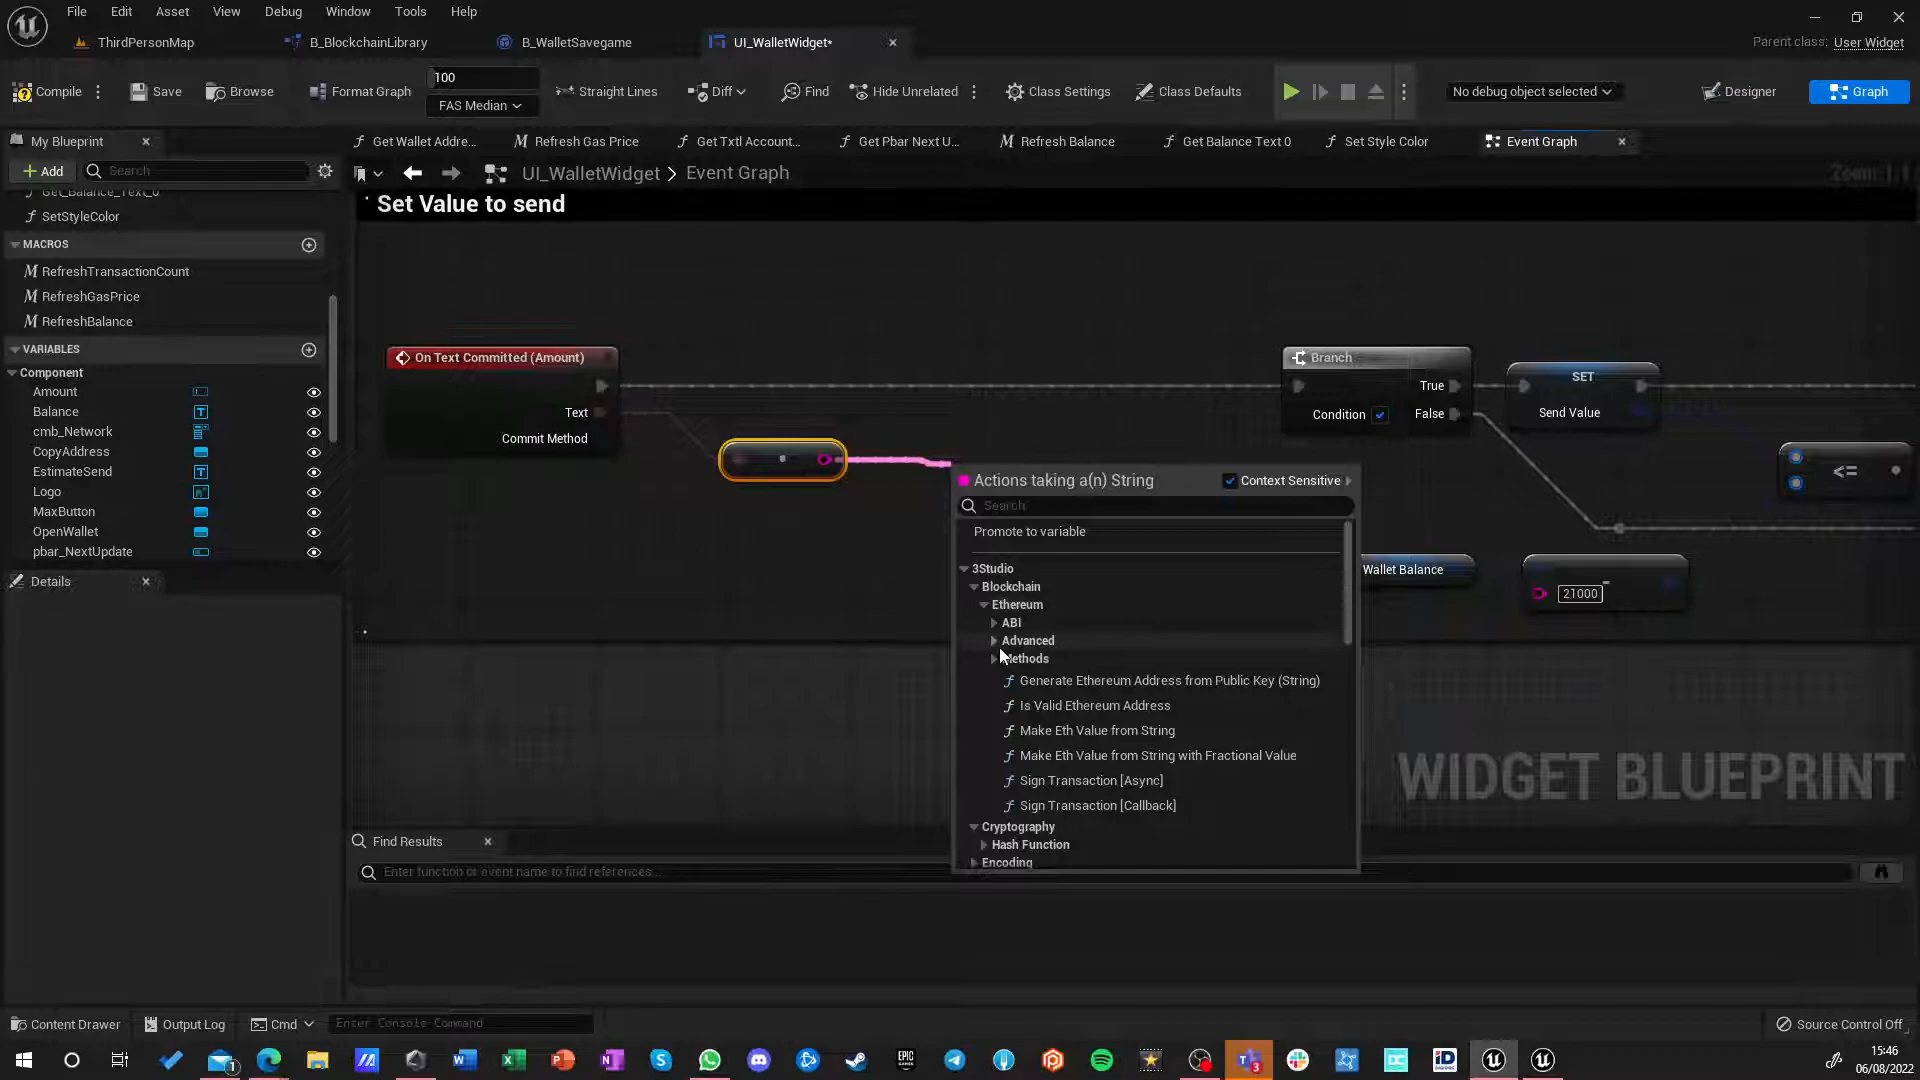 File Edit View Asset Debug Window Tools Help
ThirdPersonMap
B_BlockchainLibrary
B_WalletSavegame
UI_WalletWidget*
Parent class: User Widget
Compile
Save
Browse
Format Graph
100
FAS Median
Straight Lines
Diff
Find
Hide Unrelated
Class Settings
Class Defaults
No debug object selected
Designer
Graph
My Blueprint
Get Wallet Addre...
Refresh Gas Price
Get Txtl Account...
Get Pbar Next U...
Refresh Balance
Get Balance Text 0
Set Style Color
Event Graph
Add
Search
UI_WalletWidget > Event Graph
Zoom 1:1
Set Value to send
Get_Balance_Text_0
SetStyleColor
MACROS
RefreshTransactionCount
RefreshGasPrice
RefreshBalance
VARIABLES
Component
Amount
Balance
cmb_Network
CopyAddress
EstimateSend
Logo
MaxButton
OpenWallet
pbar_NextUpdate
Details
On Text Committed (Amount)
Text
Commit Method
Branch
True
Condition
False
SET
Send Value
<=
Wallet Balance
-
21000
Actions taking a(n) String
Context Sensitive
Search
Promote to variable
3Studio
Blockchain
Ethereum
ABI
Advanced
Methods
Generate Ethereum Address from Public Key (String)
Is Valid Ethereum Address
Make Eth Value from String
Make Eth Value from String with Fractional Value
Sign Transaction [Async]
Sign Transaction [Callback]
Cryptography
Hash Function
Encoding
WIDGET BLUEPRINT
Find Results
Enter function or event name to find references...
Content Drawer
Output Log
Cmd
Enter Console Command
Source Control Off
15:46
06/08/2022